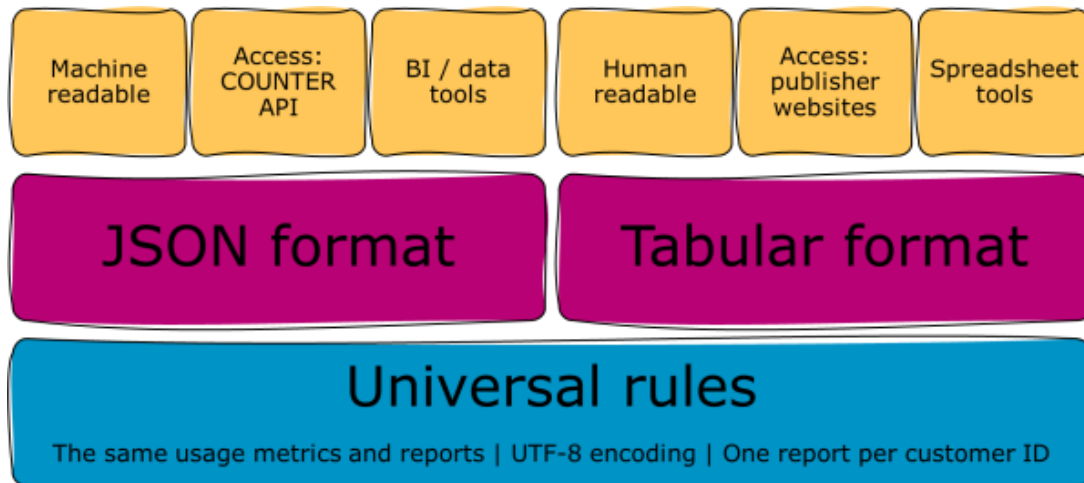 Machine
readable
Access:
COUNTER
API
BI / data
tools
Human
readable
Access:
publisher
websites
Spreadsheet
tools
JSON format
Tabular format
Universal rules
The same usage metrics and reports | UTF-8 encoding | One report per customer ID